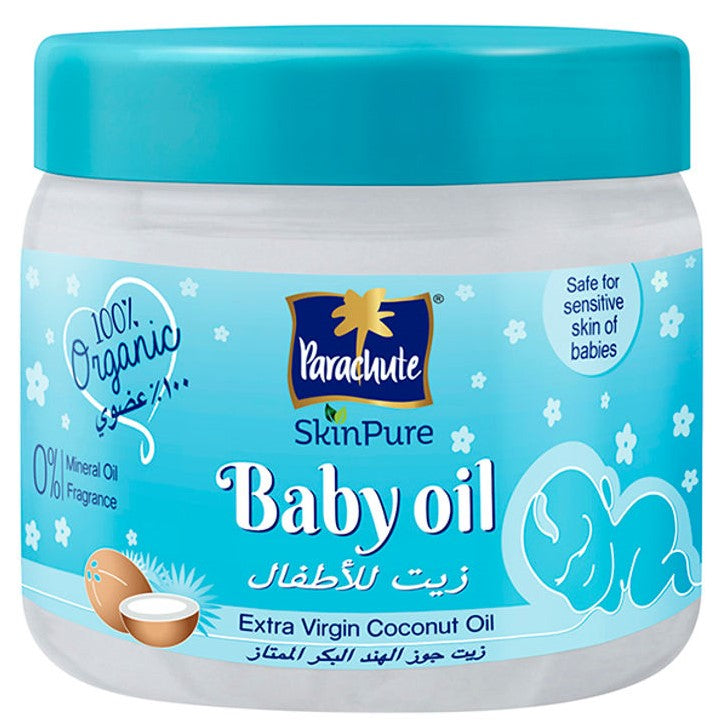 100%
Organic
١٠٠٪ عضوي
0% Mineral Oil
Fragrance
Parachute®
SkinPure
Baby oil
زيت للأطفال
Extra Virgin Coconut Oil
زيت جوز الهند البكر الممتاز
Safe for
sensitive
skin of
babies